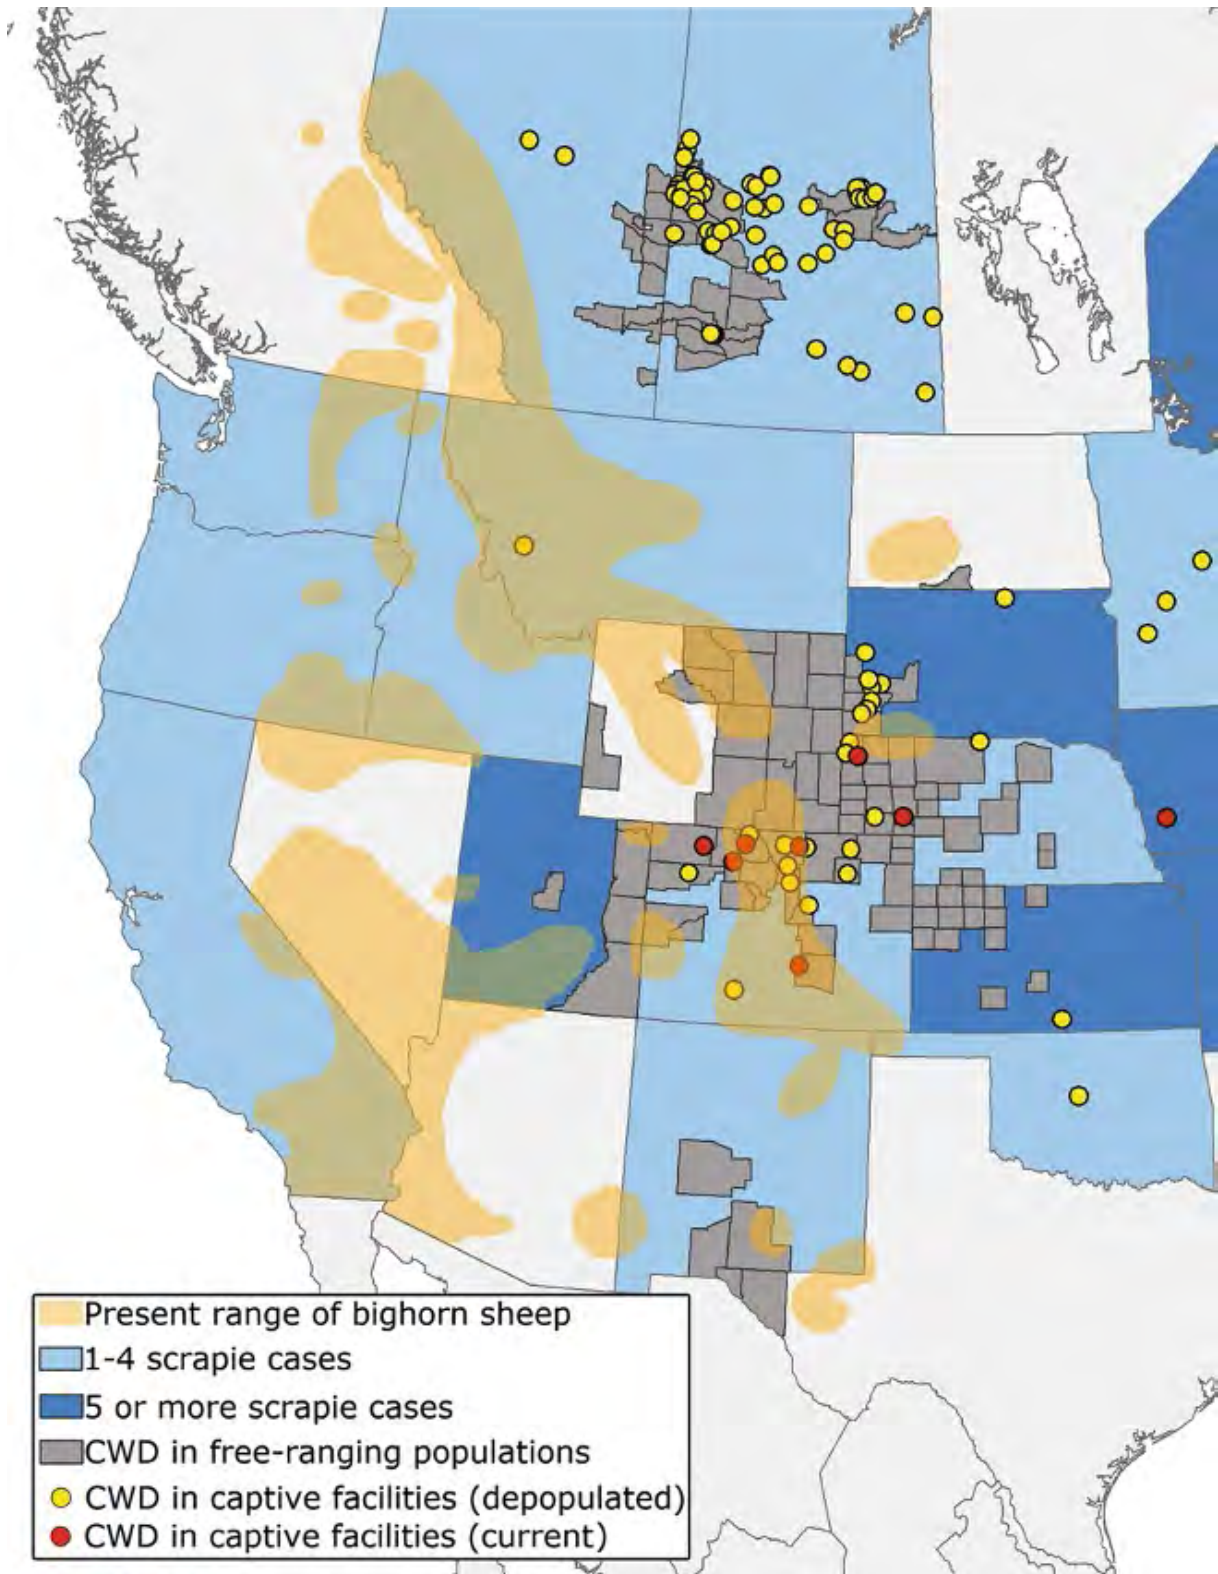 Present range of bighorn sheep
1-4 scrapie cases
5 or more scrapie cases
CWD in free-ranging populations
CWD in captive facilities (depopulated)
CWD in captive facilities (current)